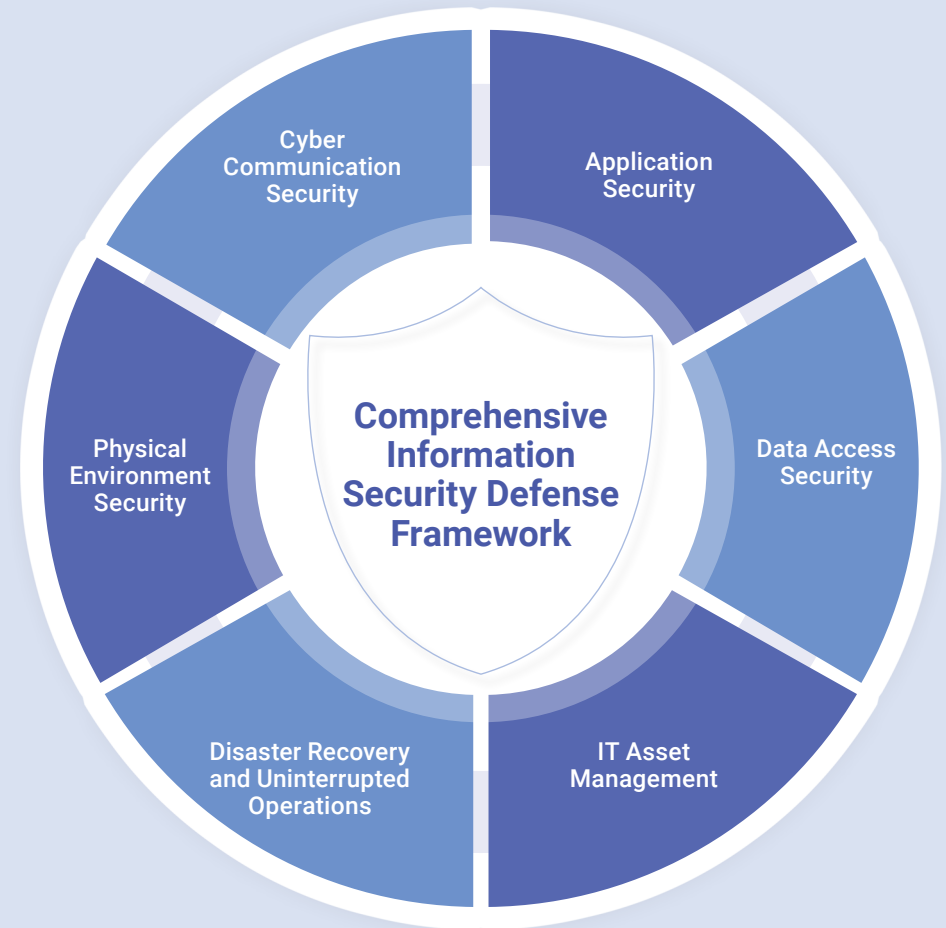 Cyber
Communication
Security
Application
Security
Data Access
Security
IT Asset
Management
Disaster Recovery
and Uninterrupted
Operations
Physical
Environment
Security
Comprehensive
Information
Security Defense
Framework